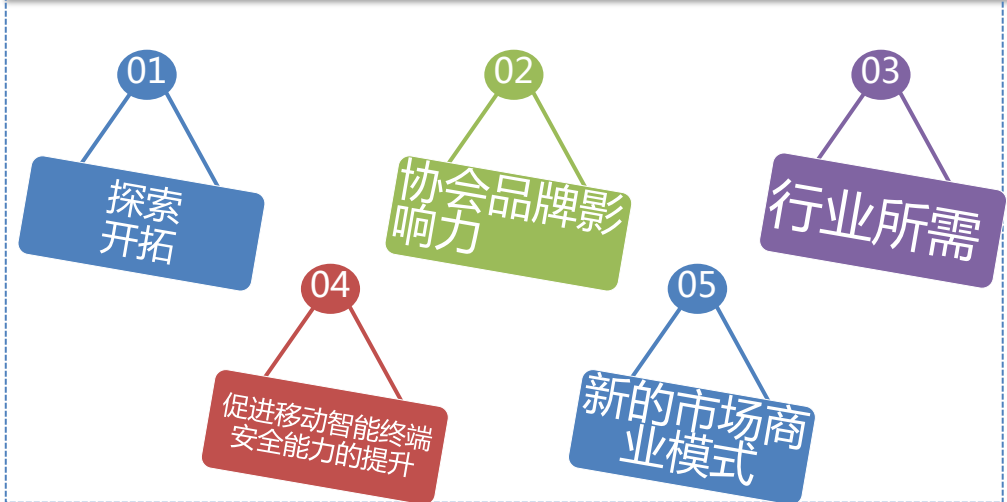 01
探索
开拓
02
协会品牌影
响力
03
行业所需
04
促进移动智能终端
安全能力的提升
05
新的市场商
业模式